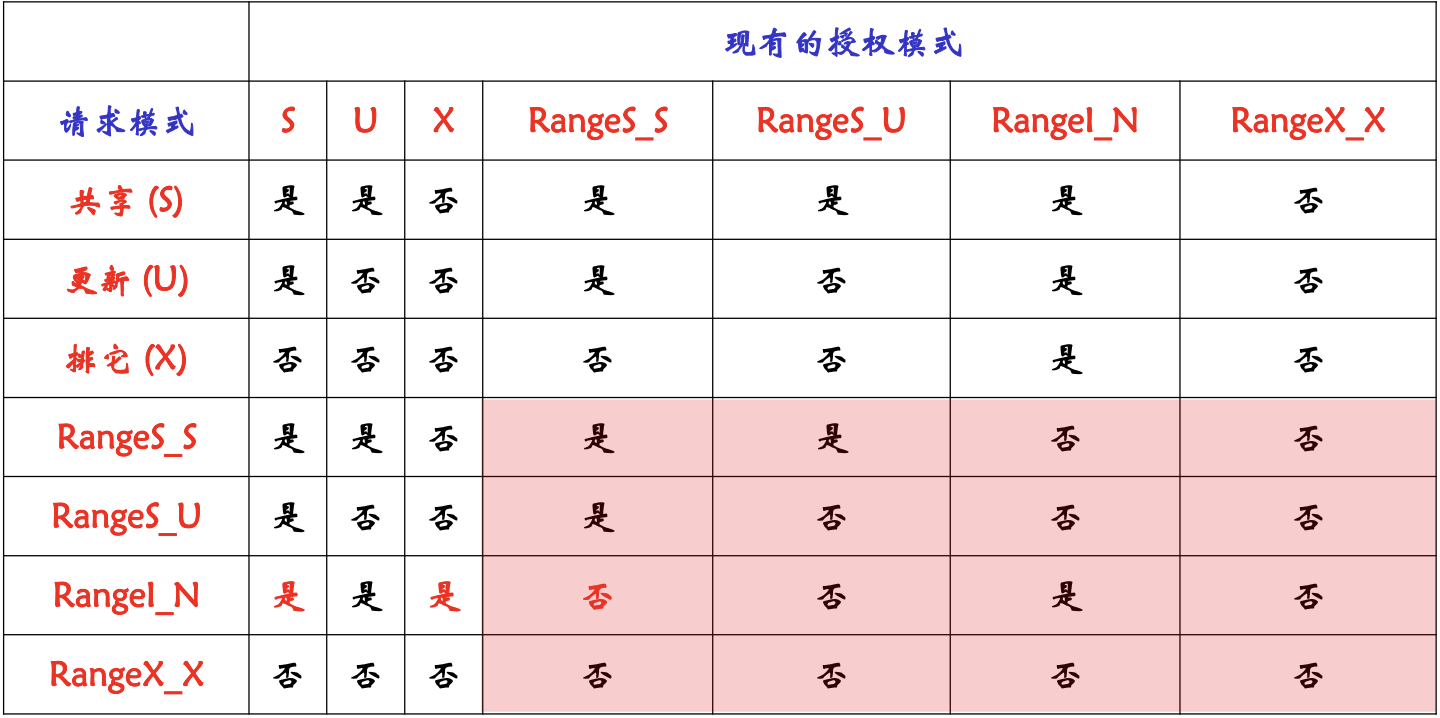 现有的授权模式
请求模式 S U X RangeS_S RangeS_U RangeI_N RangeX_X
共享 (S) 是 是 否 是 是 是 否
更新 (U) 是 否 否 是 否 是 否
排它 (X) 否 否 否 否 否 是 否
RangeS_S 是 是 否 是 是 否 否
RangeS_U 是 否 否 是 否 否 否
RangeI_N 是 是 是 否 否 是 否
RangeX_X 否 否 否 否 否 否 否